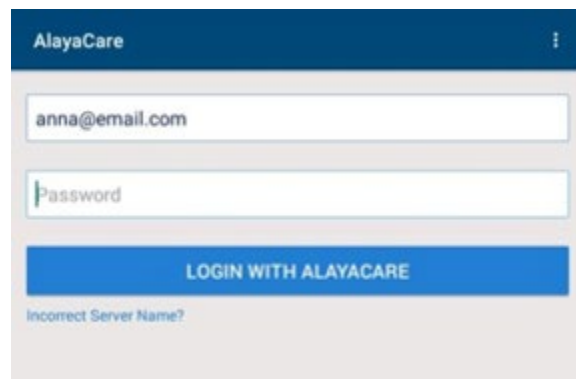 AlayaCare
anna@email.com
Password
LOGIN WITH ALAYACARE
Incorrect Server Name?